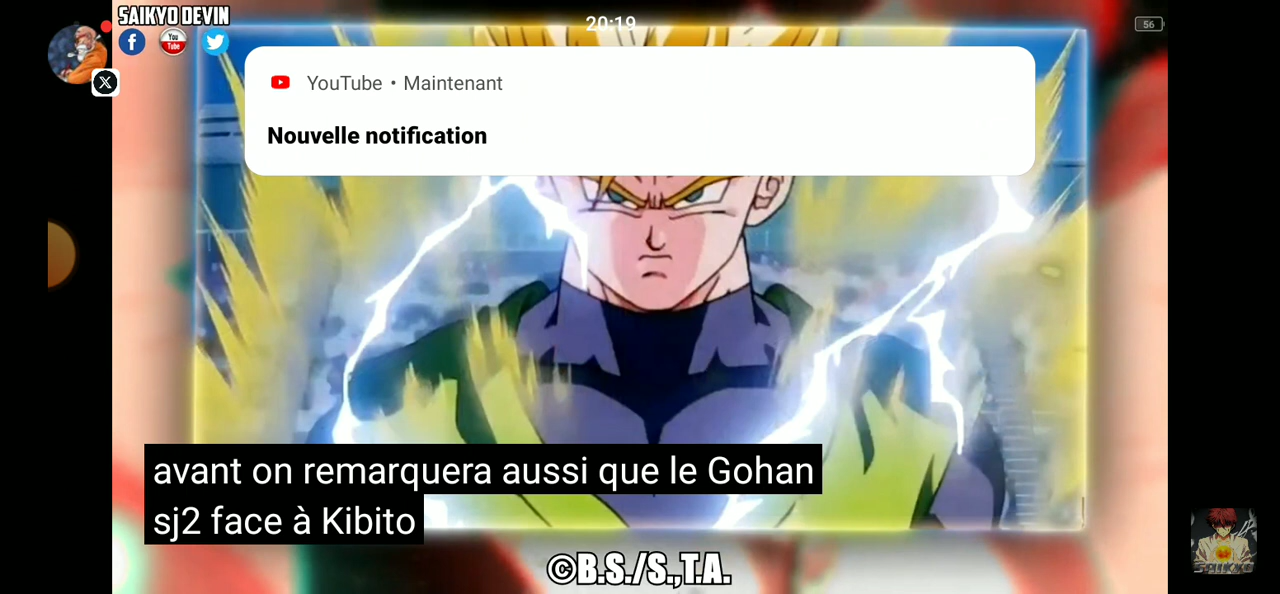 SAIKYO DEVIN
20:19
56
You
Tube
YouTube • Maintenant
Nouvelle notification
avant on remarquera aussi que le Gohan
sj2 face à Kibito
©B.S./S.,T.A.
SAIKYO